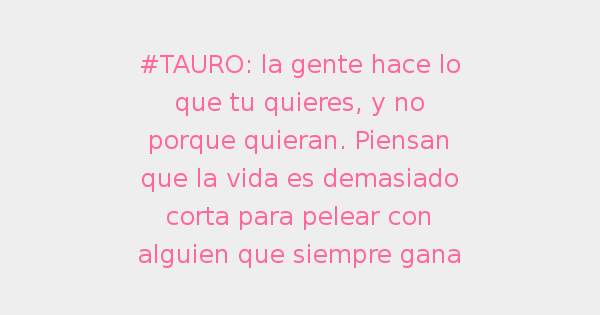 #TAURO: la gente hace lo
que tu quieres, y no
porque quieran. Piensan
que la vida es demasiado
corta para pelear con
alguien que siempre gana